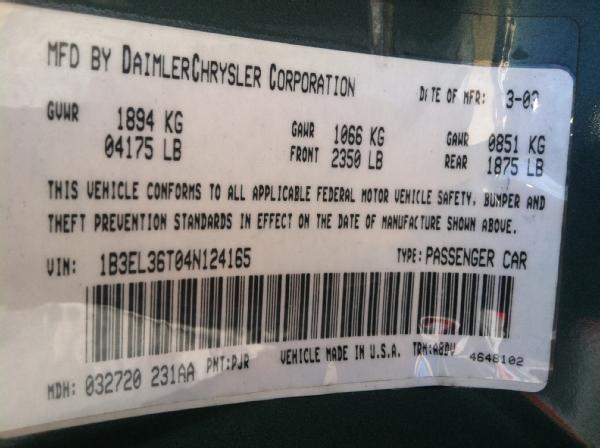 MFD BY DAIMLERCHRYSLER CORPORATION DATE OF MFR: 3-03
GVWR 1894 KG GAWR 1066 KG GAWR 0851 KG
04175 LB FRONT 2350 LB REAR 1875 LB
THIS VEHICLE CONFORMS TO ALL APPLICABLE FEDERAL MOTOR VEHICLE SAFETY, BUMPER AND
THEFT PREVENTION STANDARDS IN EFFECT ON THE DATE OF MANUFACTURE SHOWN ABOVE.
VIN: 1B3EL36T04N124165 TYPE: PASSENGER CAR
MDH: 032720 231AA PNT:PJR VEHICLE MADE IN U.S.A. TRM:A8DV 4648102